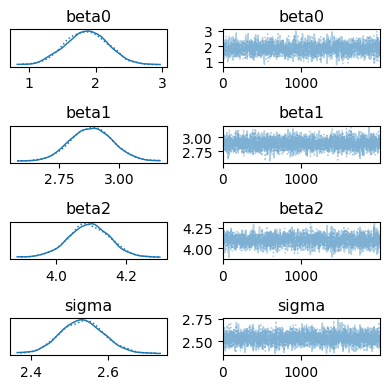 beta0 beta0
3
2
1
1 2 3 0 1000
beta1 beta1
3.00
2.75
2.75 3.00 0 1000
beta2 beta2
4.25
4.00
4.0 4.2 0 1000
sigma sigma
2.75
2.50
2.4 2.6 0 1000